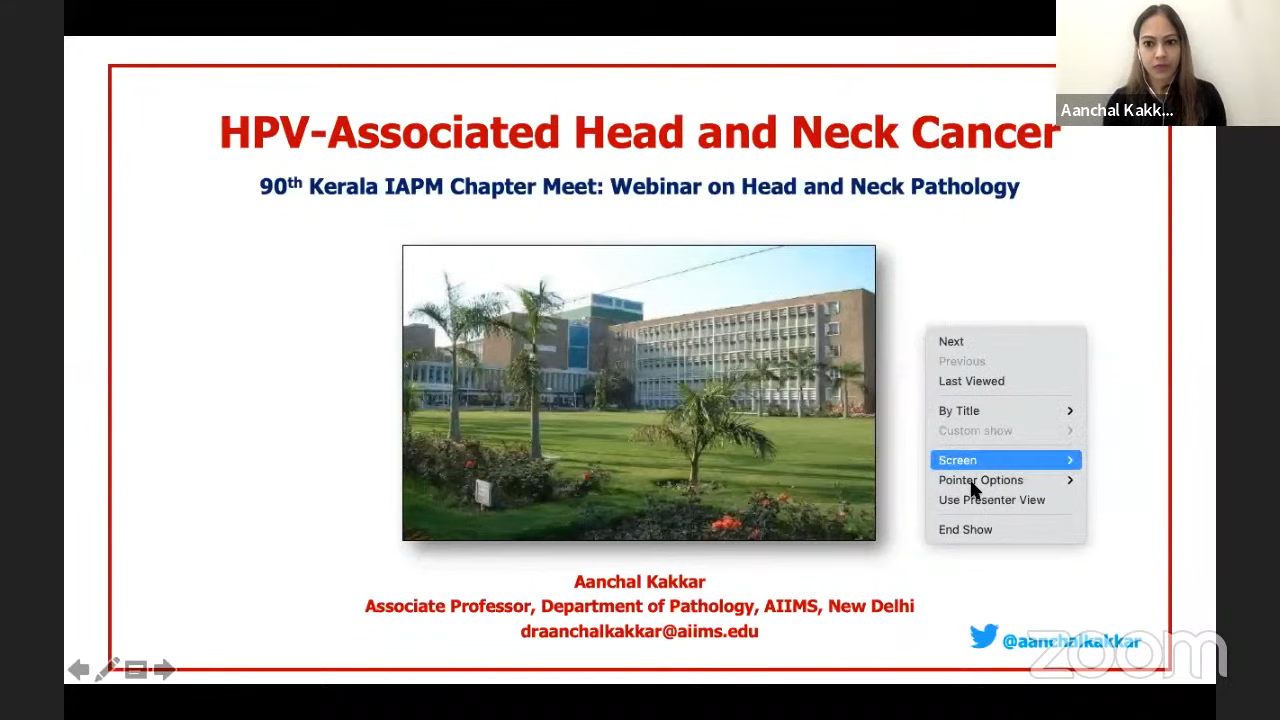 HPV-Associated Head and Neck Cancer
Aanchal Kakk...
90th Kerala IAPM Chapter Meet: Webinar on Head and Neck Pathology
Next
Previous
Last Viewed
By Title
Custom show
Screen
Pointer Options
Use Presenter View
End Show
Aanchal Kakkar
Associate Professor, Department of Pathology, AIIMS, New Delhi
draanchalkakkar@aiims.edu
@aanchalkakkar
zoom